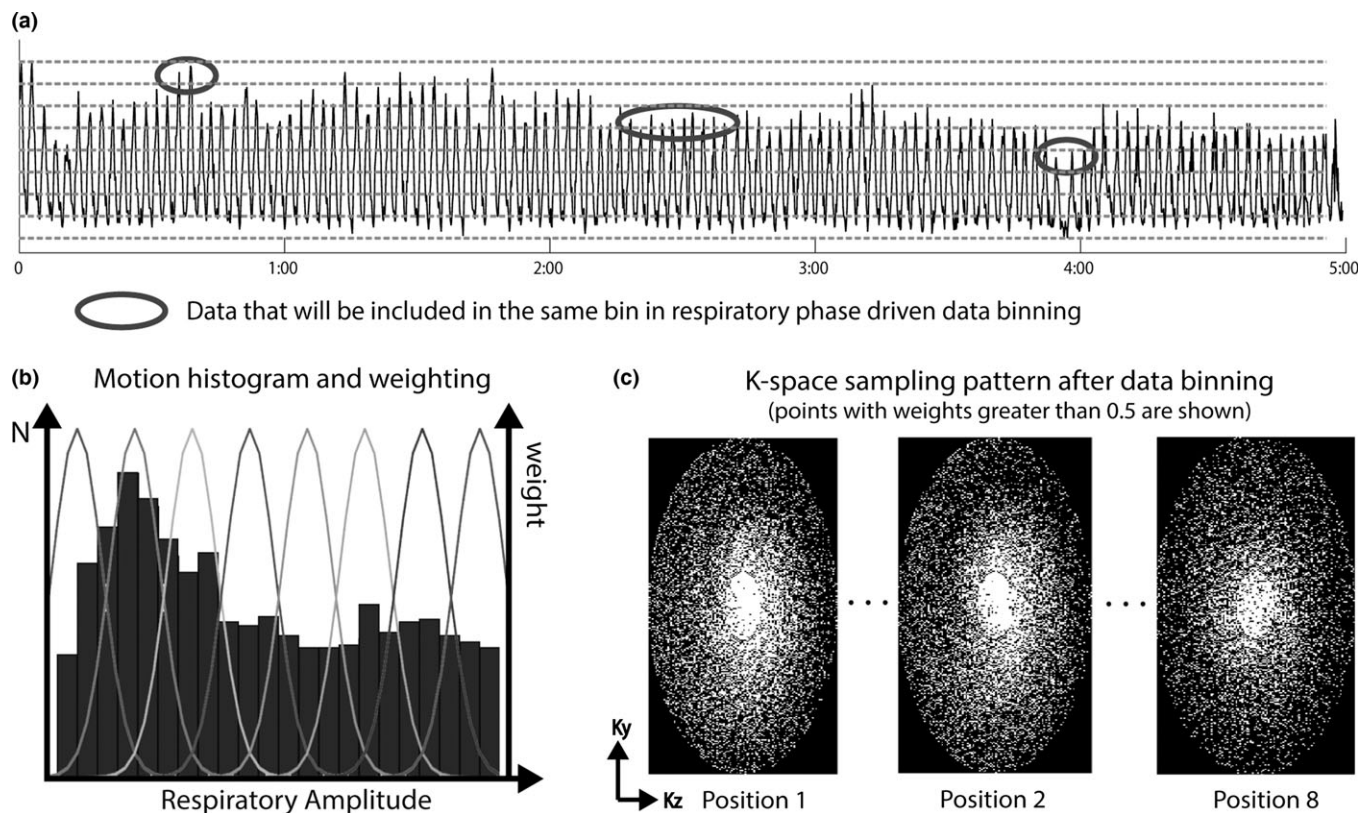 (a)
0 1:00 2:00 3:00 4:00 5:00
Data that will be included in the same bin in respiratory phase driven data binning
(b) Motion histogram and weighting
N
weight
Respiratory Amplitude
(c) K-space sampling pattern after data binning
(points with weights greater than 0.5 are shown)
Ky
Kz
Position 1 Position 2 Position 8